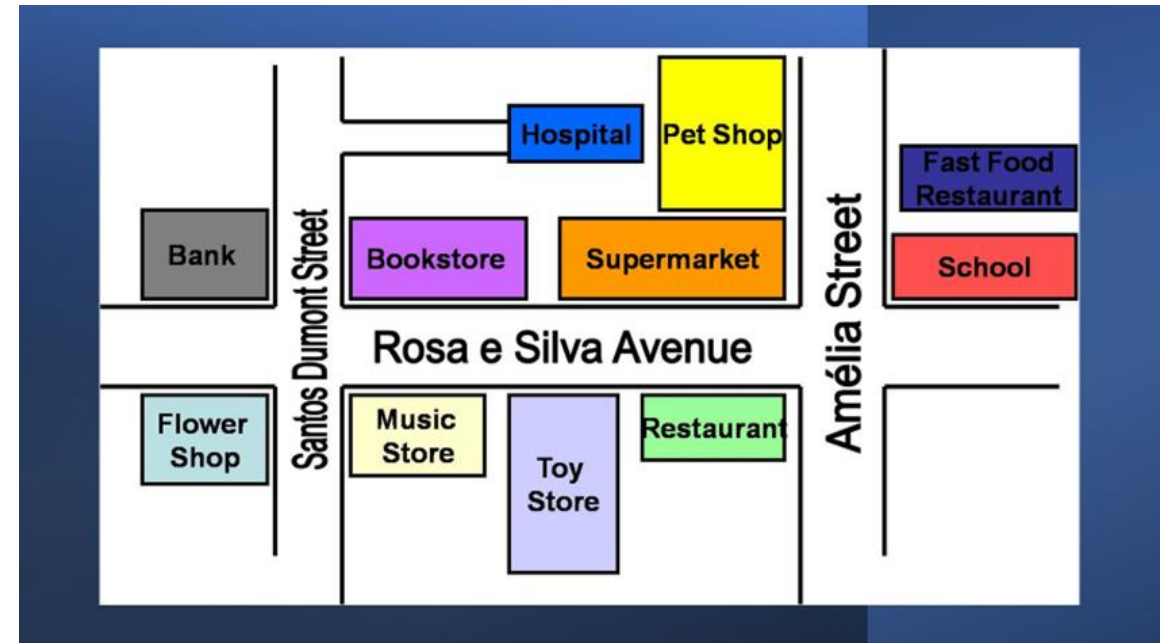 Hospital
Pet Shop
Fast Food
Restaurant
Bank
Santos Dumont Street
Bookstore
Supermarket
Amélia Street
School
Rosa e Silva Avenue
Flower
Shop
Music
Store
Toy
Store
Restaurant